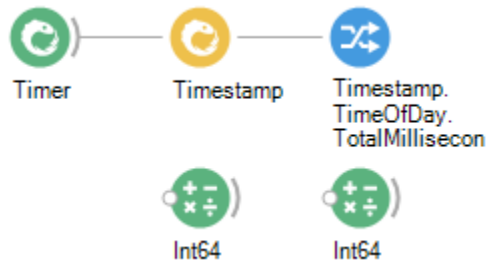 Timer
Timestamp
Timestamp.
TimeOfDay.
TotalMillisecon
Int64
Int64